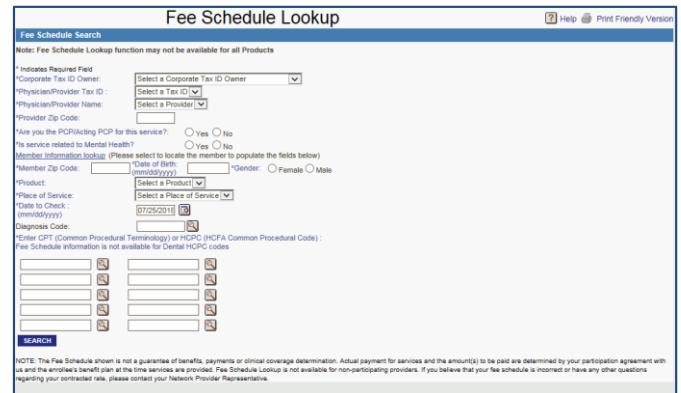 Fee Schedule Lookup
Help Print Friendly Version
Fee Schedule Search
Note: Fee Schedule Lookup function may not be available for all Products
* Indicates Required Field
*Corporate Tax ID Owner: Select a Corporate Tax ID Owner
*Physician/Provider Tax ID : Select a Tax ID
*Physician/Provider Name: Select a Provider
*Provider Zip Code:
*Are you the PCP/Acting PCP for this service?: Yes No
*Is service related to Mental Health? Yes No
Member Information lookup (Please select to locate the member to populate the fields below)
*Member Zip Code: *Date of Birth: (mm/dd/yyyy) *Gender: Female Male
*Product: Select a Product
*Place of Service: Select a Place of Service
*Date to Check :
(mm/dd/yyyy) 07/25/201
Diagnosis Code:
*Enter CPT (Common Procedural Terminology) or HCPC (HCFA Common Procedural Code) :
Fee Schedule information is not available for Dental HCPC codes
SEARCH
NOTE: The Fee Schedule shown is not a guarantee of benefits, payments or clinical coverage determination. Actual payment for services and the amount(s) to be paid are determined by your participation agreement with
us and the enrollee's benefit plan at the time services are provided. Fee Schedule Lookup is not available for non-participating providers. If you believe that your fee schedule is incorrect or have any other questions
regarding your contracted rate, please contact your Network Provider Representative.